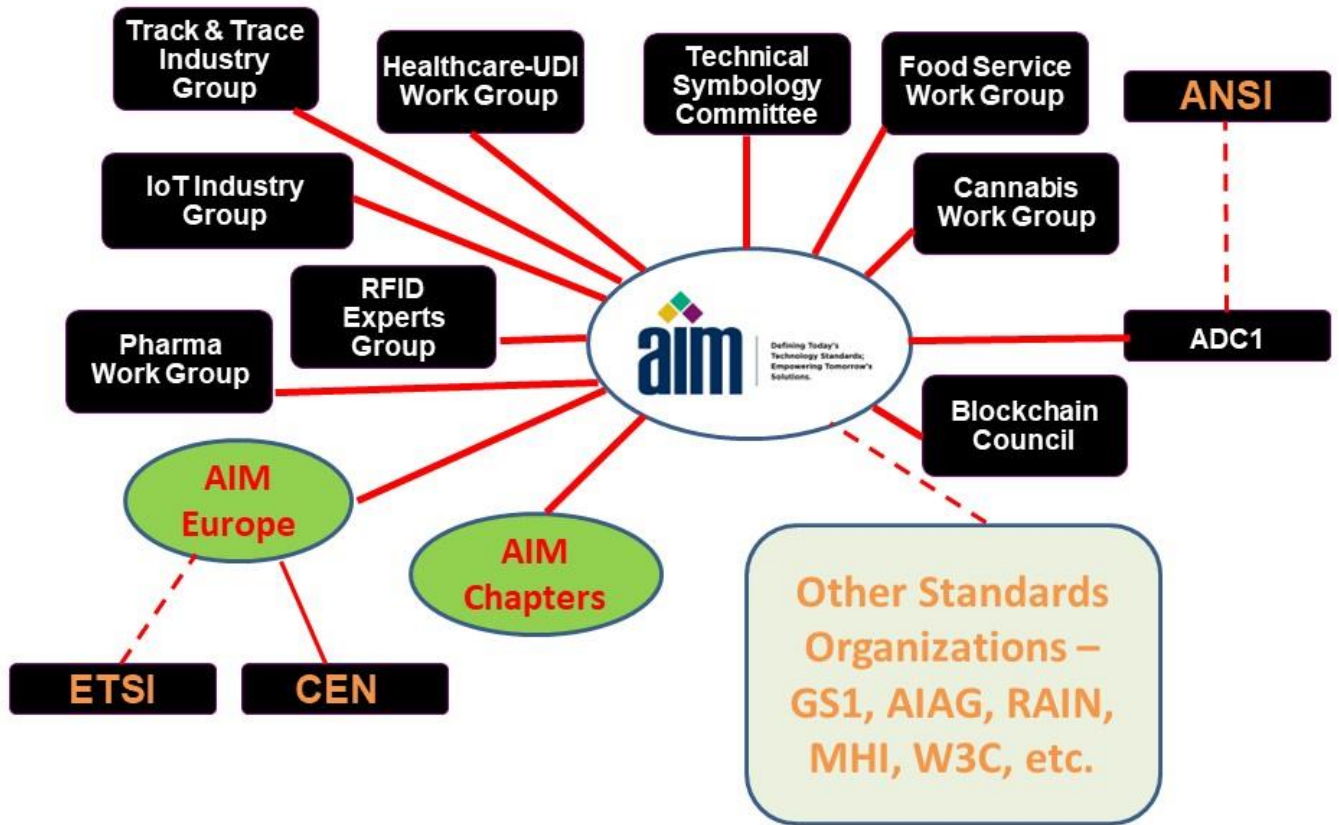 Track & Trace
Industry
Group
Healthcare-UDI
Work Group
Technical
Symbology
Committee
Food Service
Work Group
ANSI
IoT Industry
Group
Cannabis
Work Group
RFID
Experts
Group
aim
Defining Today's
Technology Standards;
Empowering Tomorrow's
Solutions.
ADC1
Pharma
Work Group
Blockchain
Council
AIM
Europe
AIM
Chapters
Other Standards
Organizations –
GS1, AIAG, RAIN,
MHI, W3C, etc.
ETSI
CEN